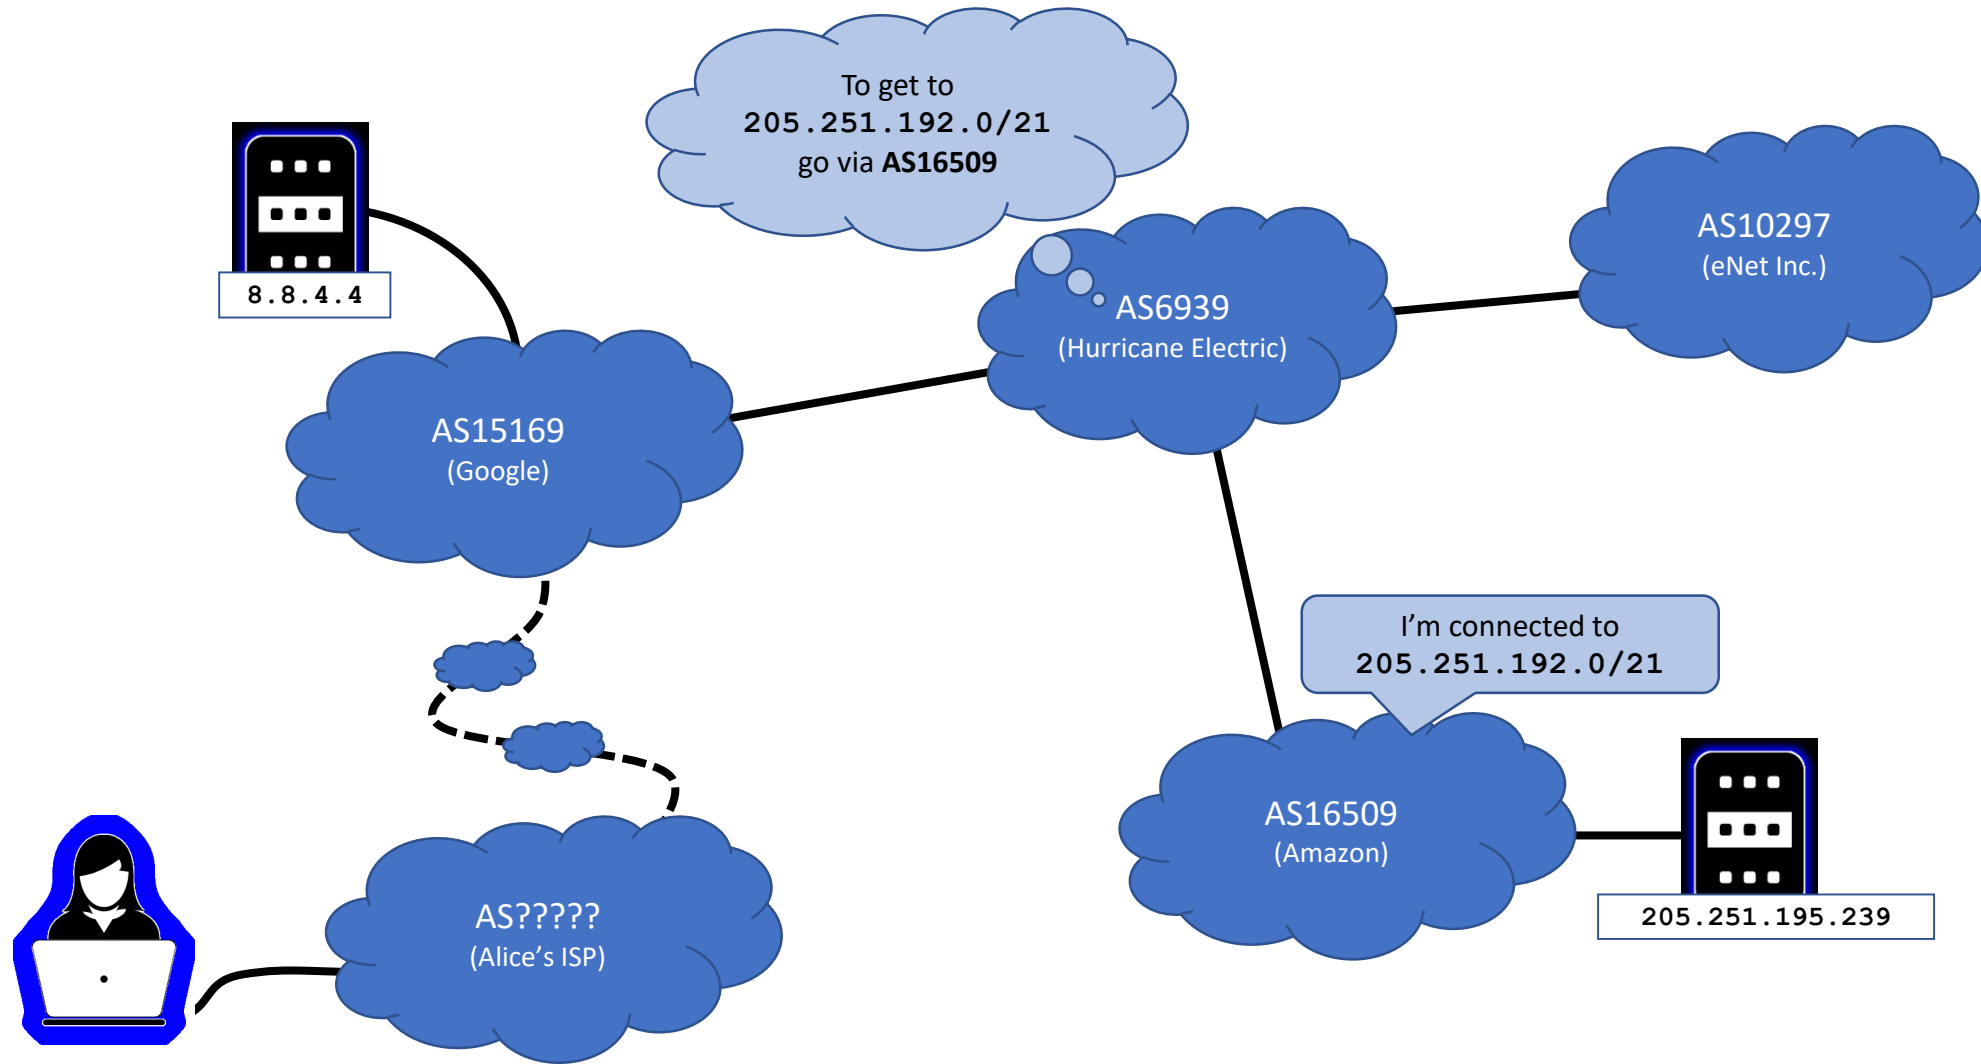 To get to
205.251.192.0/21
go via AS16509
8.8.4.4
AS10297
(eNet Inc.)
AS6939
(Hurricane Electric)
AS15169
(Google)
I’m connected to
205.251.192.0/21
AS16509
(Amazon)
205.251.195.239
AS?????
(Alice’s ISP)